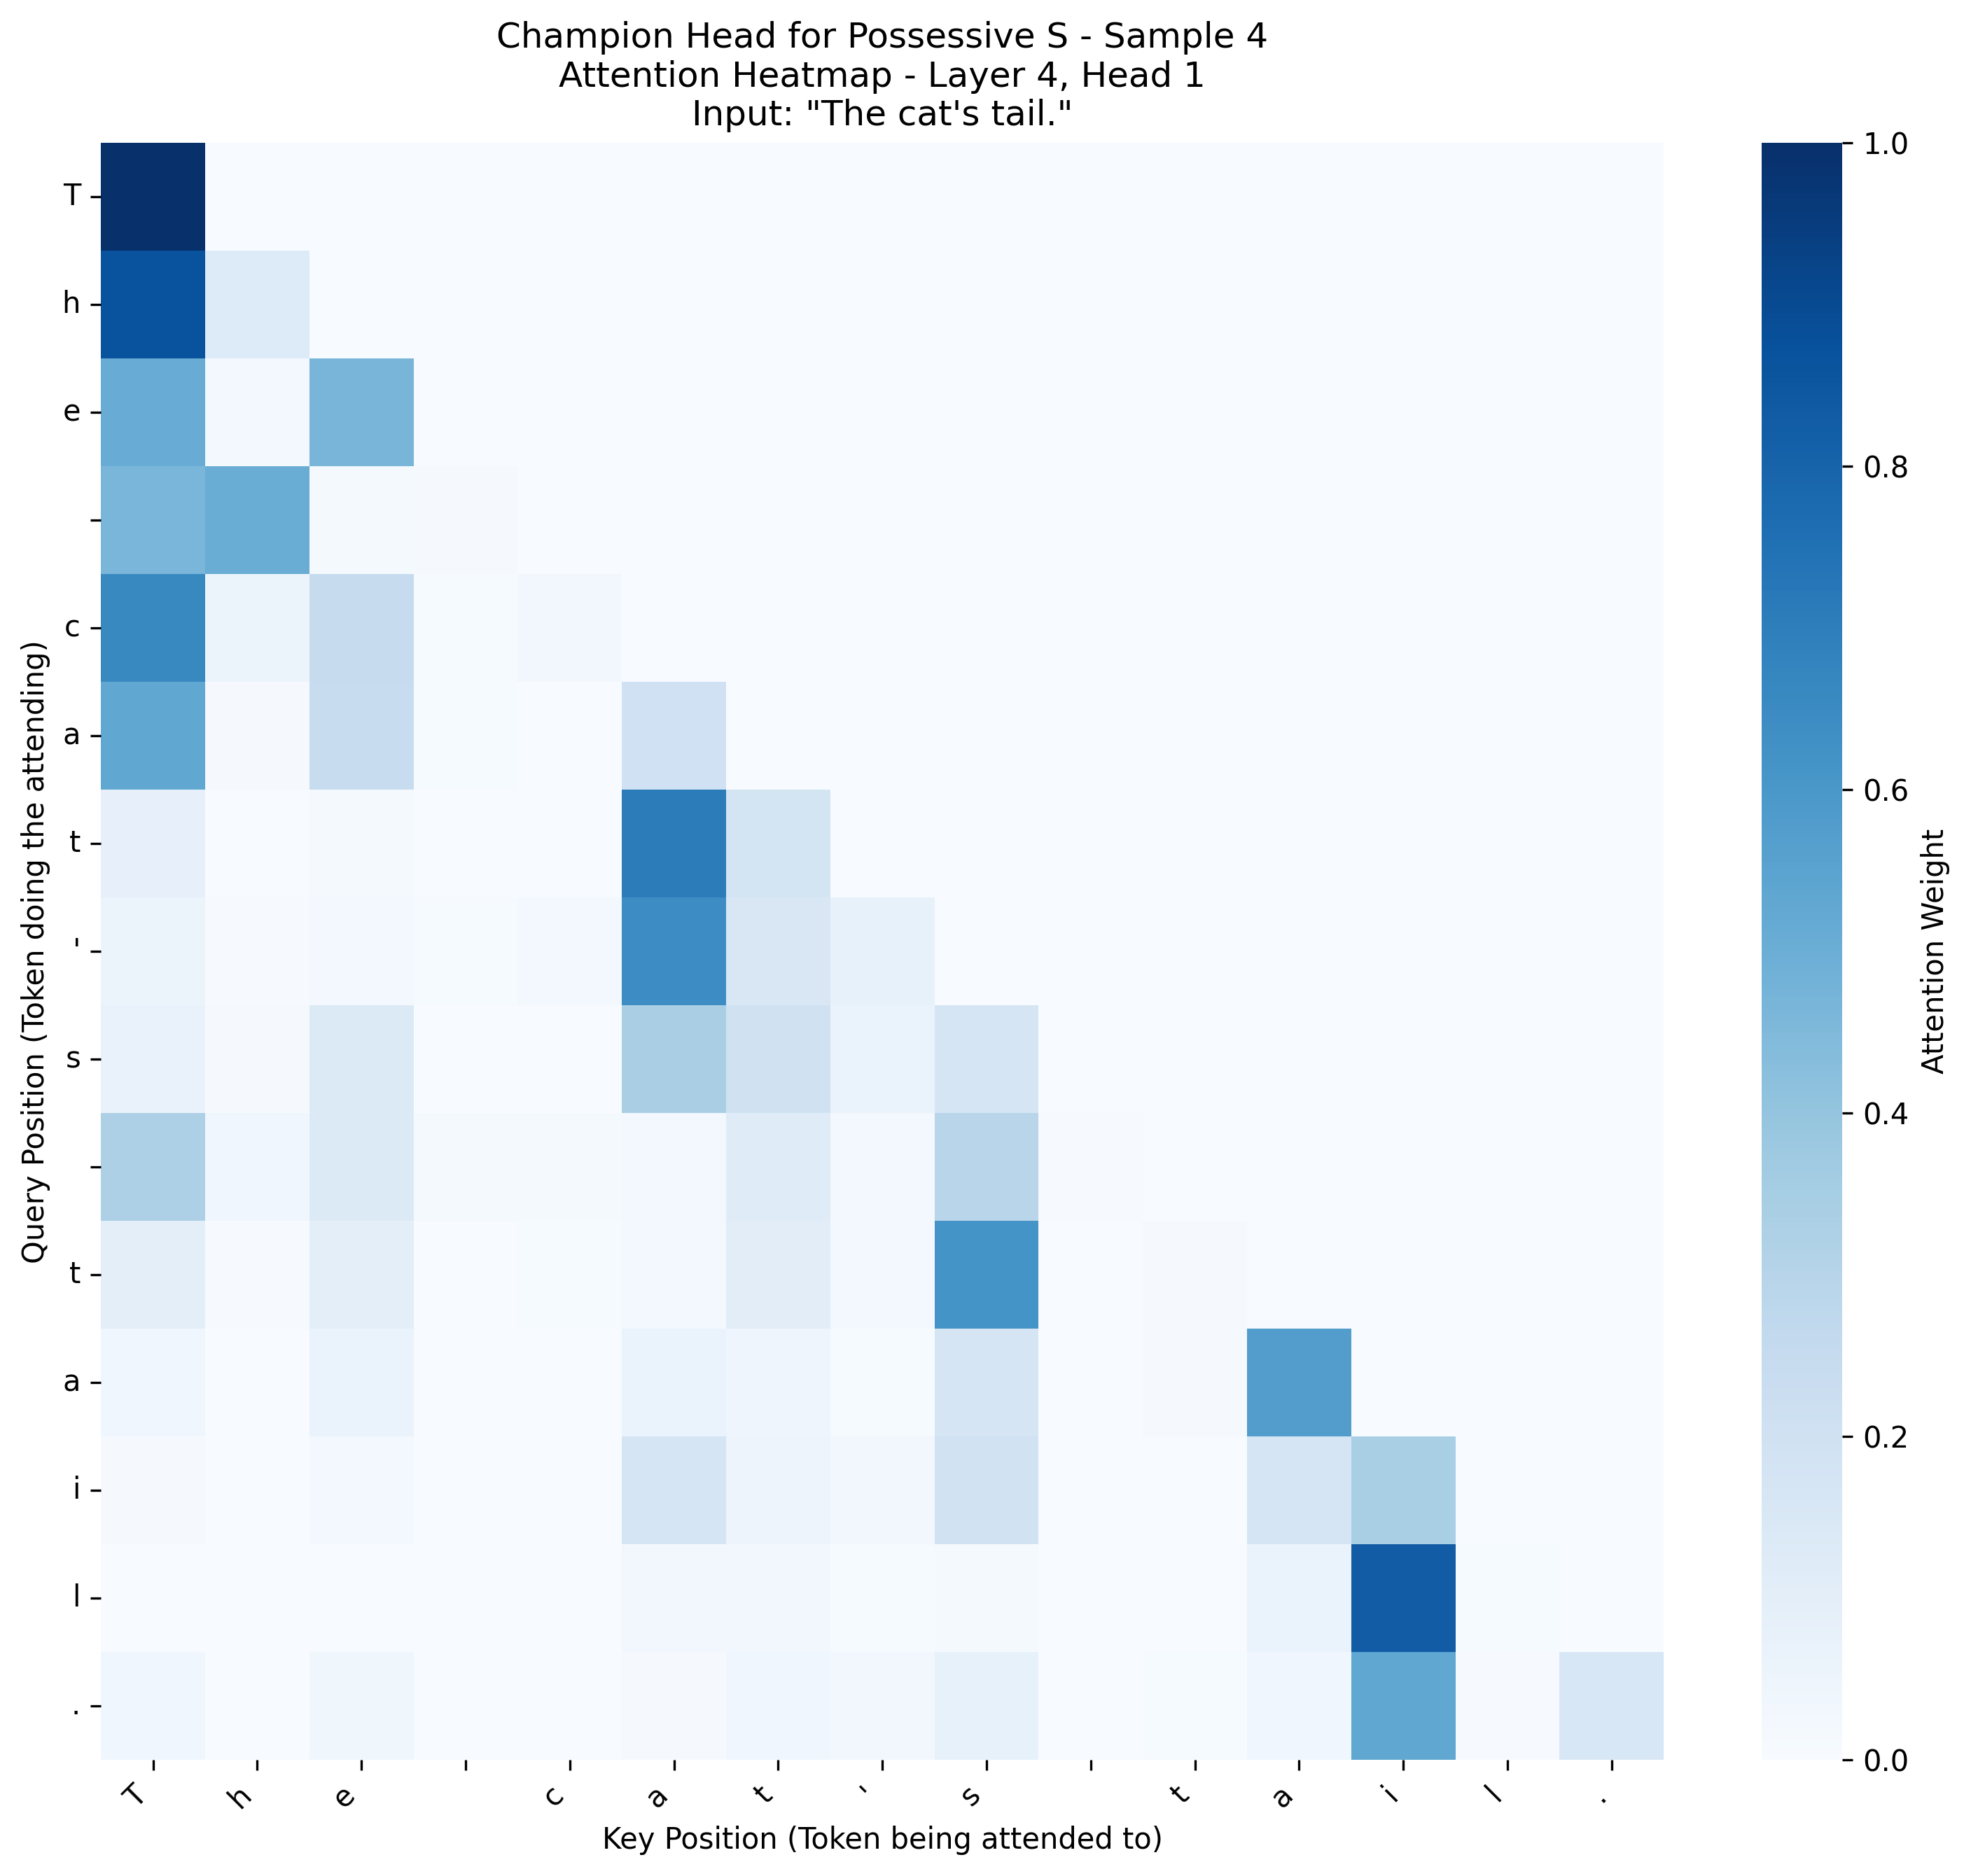 Champion Head for Possessive S - Sample 4
Attention Heatmap - Layer 4, Head 1
Input: "The cat's tail."
Query Position (Token doing the attending)
T
h
e
c
a
t
'
s
t
a
i
l
.
T h e c a t ' s t a i l .
Key Position (Token being attended to)
1.0
0.8
0.6
0.4
0.2
0.0
Attention Weight